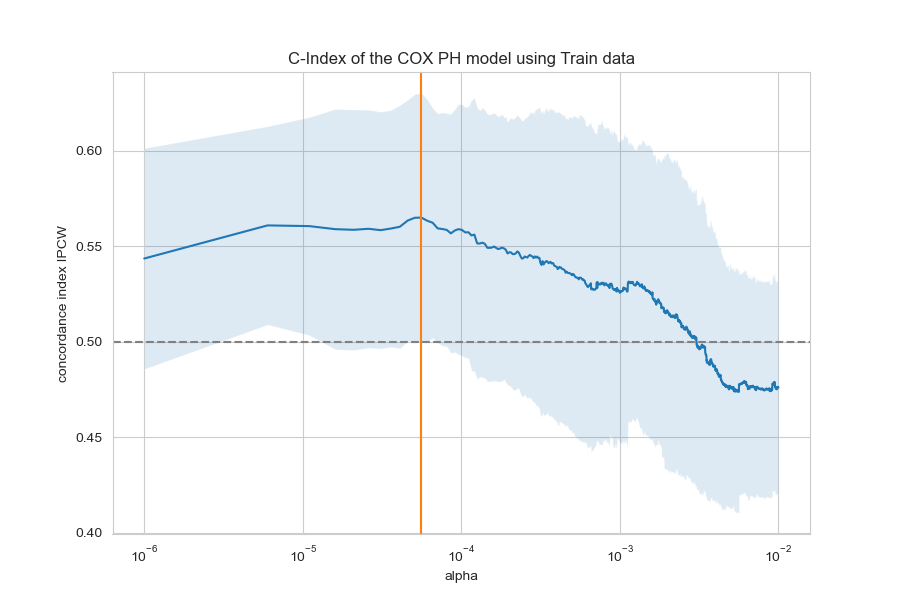 C-Index of the COX PH model using Train data
concordance index IPCW
0.60
0.55
0.50
0.45
0.40
10⁻⁶ 10⁻⁵ 10⁻⁴ 10⁻³ 10⁻²
alpha